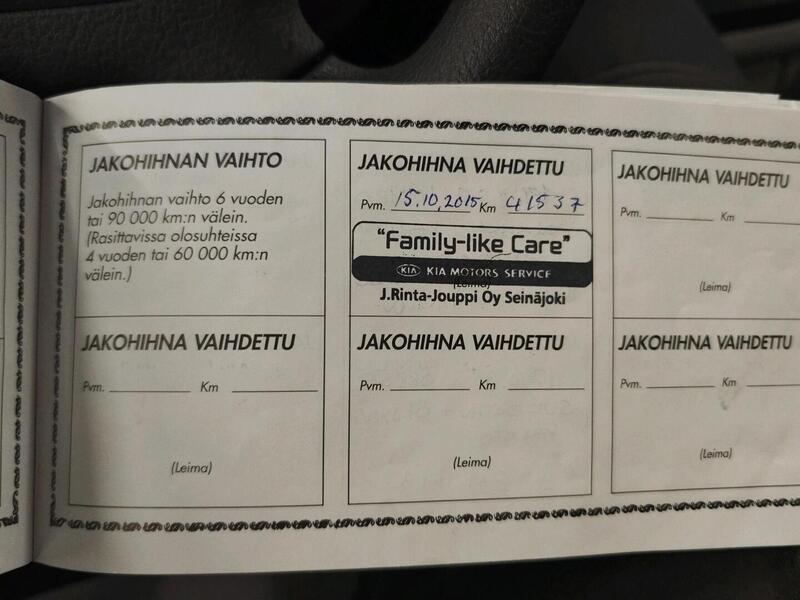 JAKOHIHNAN VAIHTO
Jakohihnan vaihto 6 vuoden
tai 90 000 km:n välein.
(Rasittavissa olosuhteissa
4 vuoden tai 60 000 km:n
välein.)
JAKOHIHNA VAIHDETTU
Pvm. 15.10.2015 Km 41537
"Family-like Care"
KIA KIA MOTORS SERVICE
(Leima)
J.Rinta-Jouppi Oy Seinäjoki
JAKOHIHNA VAIHDETTU
Pvm. Km
(Leima)
JAKOHIHNA VAIHDETTU
Pvm. Km
(Leima)
JAKOHIHNA VAIHDETTU
Pvm. Km
(Leima)
JAKOHIHNA VAIHDETTU
Pvm. Km
(Leima)